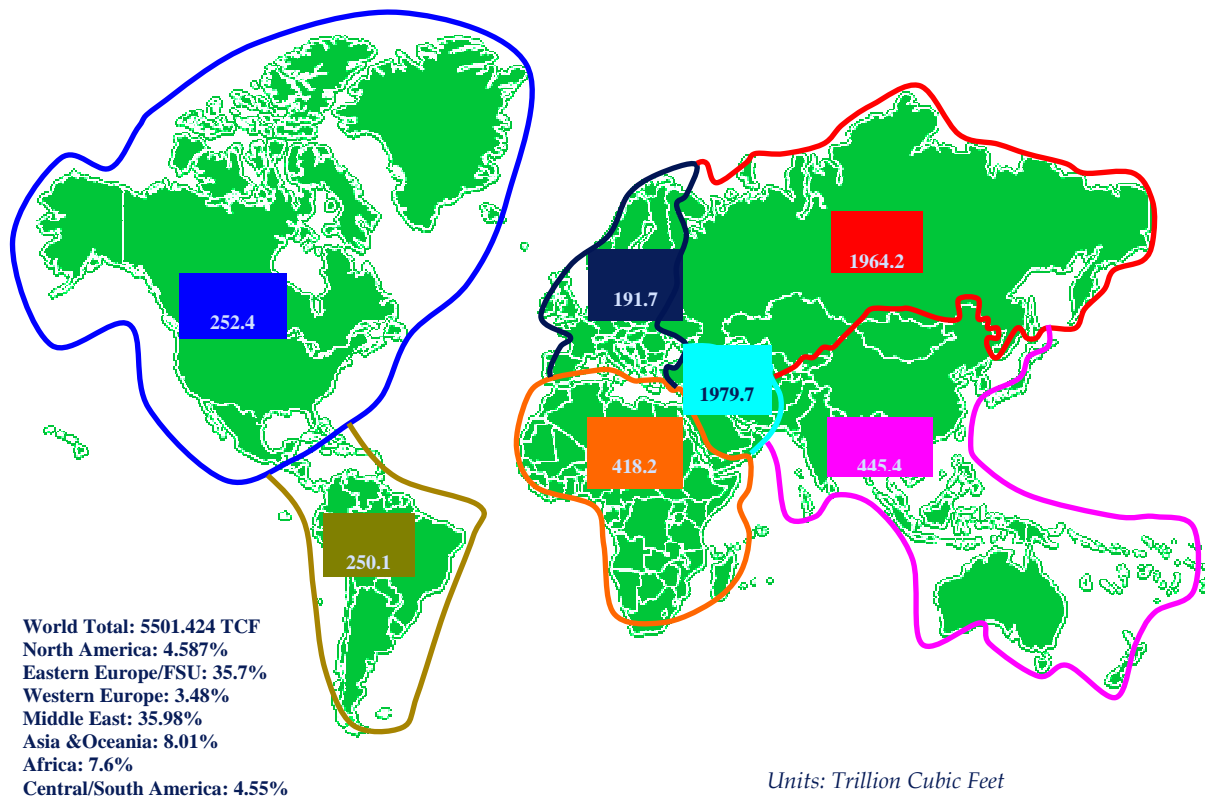 1964.2
191.7
252.4
1979.7
418.2
445.4
250.1
World Total: 5501.424 TCF
North America: 4.587%
Eastern Europe/FSU: 35.7%
Western Europe: 3.48%
Middle East: 35.98%
Asia &Oceania: 8.01%
Africa: 7.6%
Central/South America: 4.55%
Units: Trillion Cubic Feet